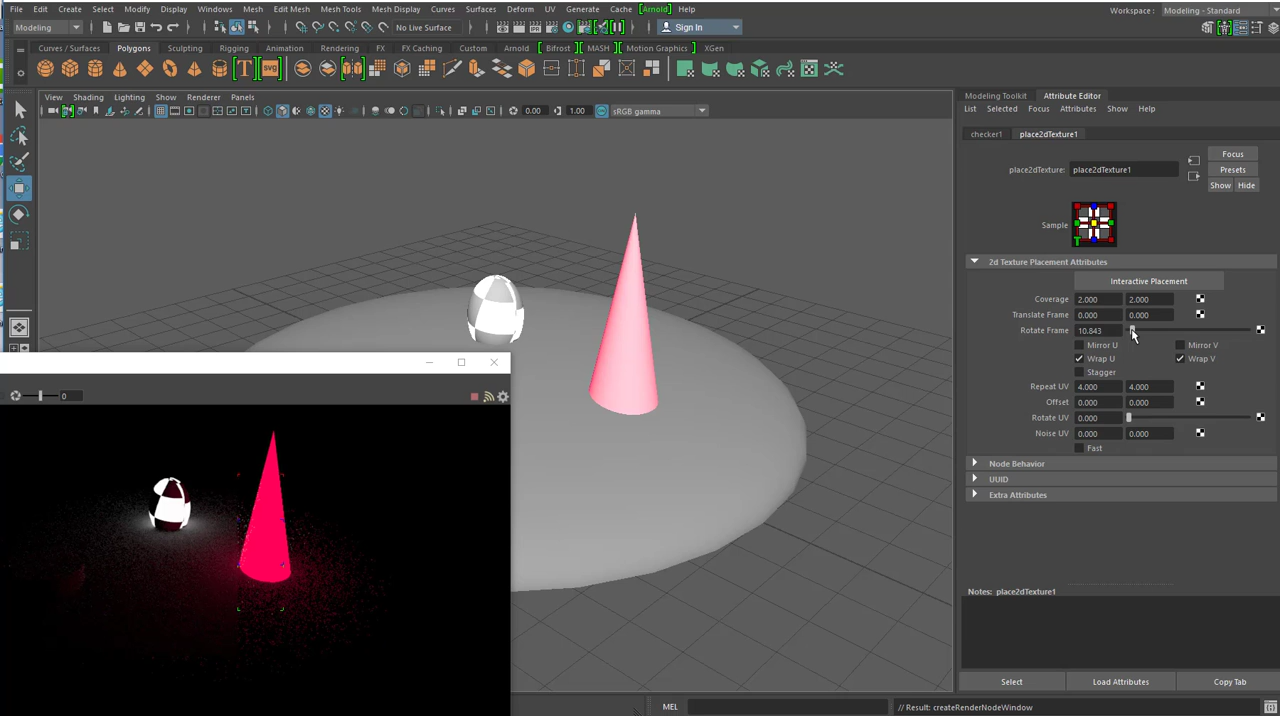 File Edit Create Select Modify Display Windows Mesh Edit Mesh Mesh Tools Mesh Display Curves Surfaces Deform UV Generate Cache [Arnold] Help Workspace : Modeling - Standard
Modeling No Live Surface Sign In
Curves / Surfaces Polygons Sculpting Rigging Animation Rendering FX FX Caching Custom Arnold Bifrost MASH Motion Graphics XGen
T SVG
View Shading Lighting Show Renderer Panels
0.00 1.00 sRGB gamma
Modeling Toolkit Attribute Editor
List Selected Focus Attributes Show Help
checker1 place2dTexture1
place2dTexture: place2dTexture1
Focus
Presets
Show Hide
Sample
2d Texture Placement Attributes
Interactive Placement
Coverage 2.000 2.000
Translate Frame 0.000 0.000
Rotate Frame 10.843
Mirror U Mirror V
Wrap U Wrap V
Stagger
Repeat UV 4.000 4.000
Offset 0.000 0.000
Rotate UV 0.000
Noise UV 0.000 0.000
Fast
Node Behavior
UUID
Extra Attributes
Notes: place2dTexture1
Select Load Attributes Copy Tab
0
MEL // Result: createRenderNodeWindow